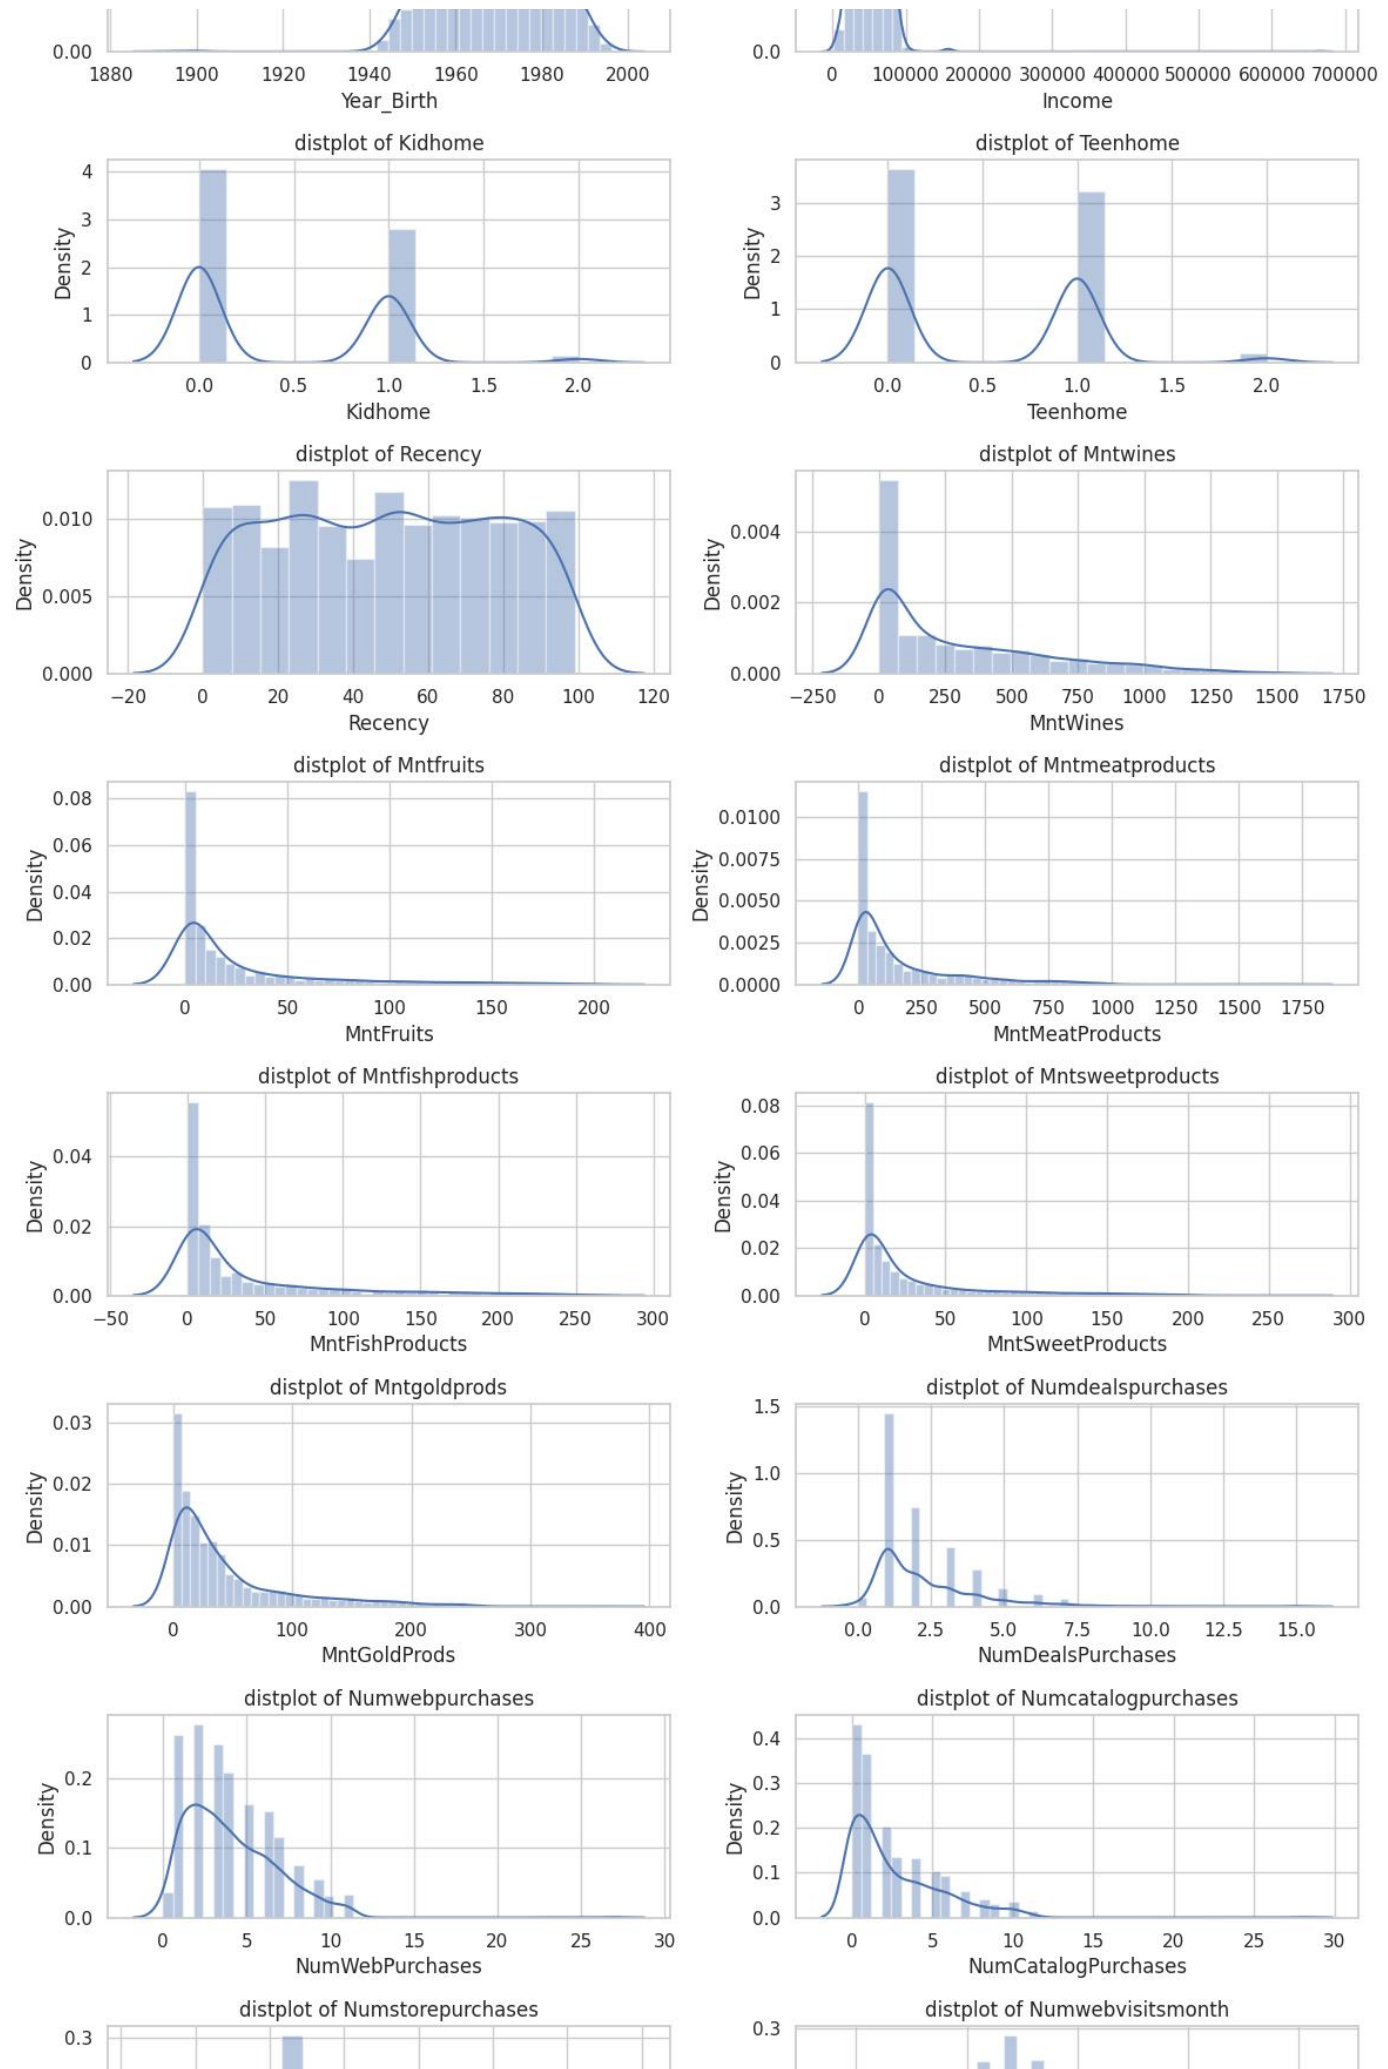 0.00
1880 1900 1920 1940 1960 1980 2000
Year_Birth
0.0
0 100000 200000 300000 400000 500000 600000 700000
Income
distplot of Kidhome
4
3
2
1
0
Density
0.0 0.5 1.0 1.5 2.0
Kidhome
distplot of Teenhome
3
2
1
0
Density
0.0 0.5 1.0 1.5 2.0
Teenhome
distplot of Recency
0.010
0.005
0.000
Density
−20 0 20 40 60 80 100 120
Recency
distplot of Mntwines
0.004
0.002
0.000
Density
−250 0 250 500 750 1000 1250 1500 1750
MntWines
distplot of Mntfruits
0.08
0.06
0.04
0.02
0.00
Density
0 50 100 150 200
MntFruits
distplot of Mntmeatproducts
0.0100
0.0075
0.0050
0.0025
0.0000
Density
0 250 500 750 1000 1250 1500 1750
MntMeatProducts
distplot of Mntfishproducts
0.04
0.02
0.00
Density
−50 0 50 100 150 200 250 300
MntFishProducts
distplot of Mntsweetproducts
0.08
0.06
0.04
0.02
0.00
Density
0 50 100 150 200 250 300
MntSweetProducts
distplot of Mntgoldprods
0.03
0.02
0.01
0.00
Density
0 100 200 300 400
MntGoldProds
distplot of Numdealspurchases
1.5
1.0
0.5
0.0
Density
0.0 2.5 5.0 7.5 10.0 12.5 15.0
NumDealsPurchases
distplot of Numwebpurchases
0.2
0.1
0.0
Density
0 5 10 15 20 25 30
NumWebPurchases
distplot of Numcatalogpurchases
0.4
0.3
0.2
0.1
0.0
Density
0 5 10 15 20 25 30
NumCatalogPurchases
distplot of Numstorepurchases
0.3
distplot of Numwebvisitsmonth
0.3